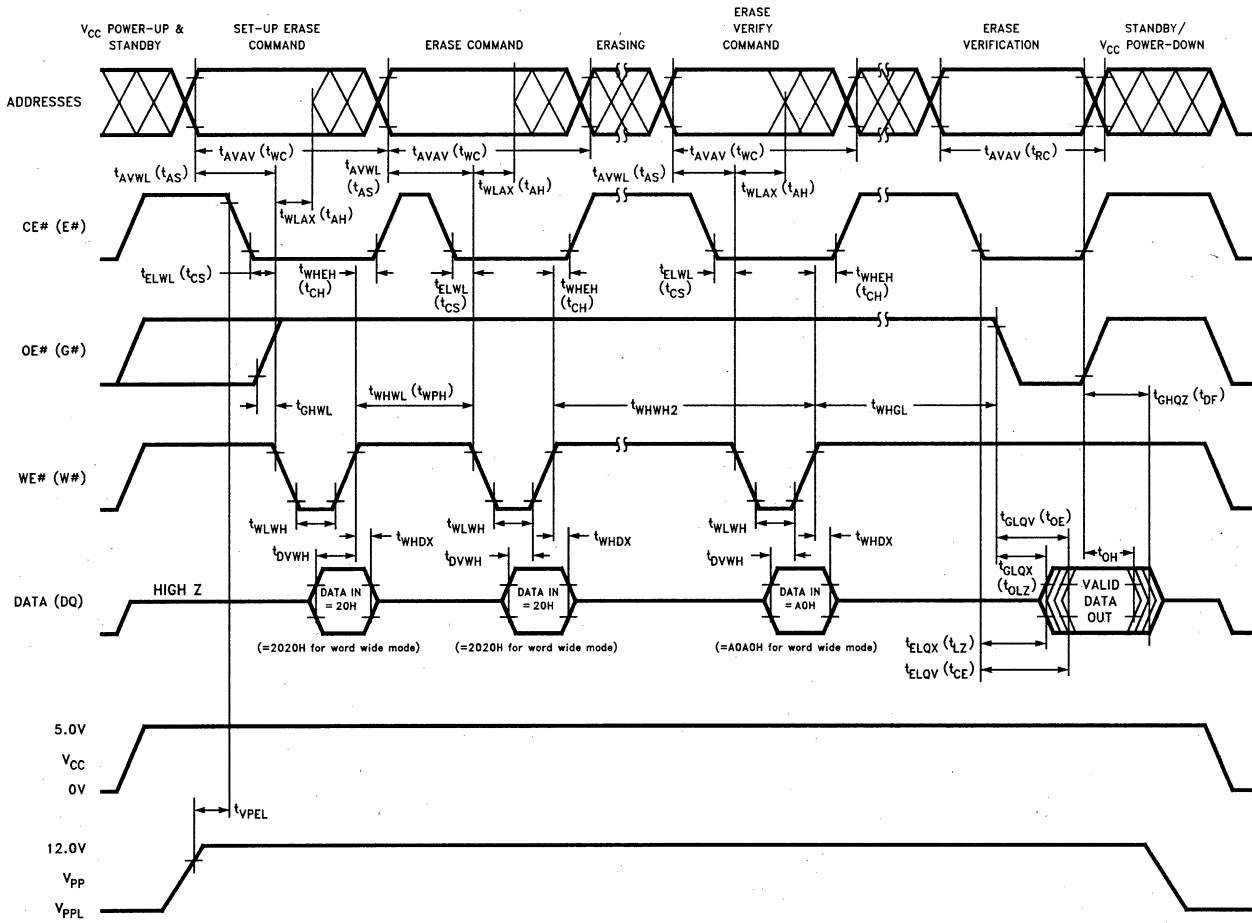 V_CC POWER-UP & STANDBY
SET-UP ERASE COMMAND
ERASE COMMAND
ERASING
ERASE VERIFY COMMAND
ERASE VERIFICATION
STANDBY/ V_CC POWER-DOWN
ADDRESSES
t_AVAV (t_WC)
t_AVAV (t_WC)
t_AVAV (t_WC)
t_AVAV (t_RC)
t_AVWL (t_AS)
t_AVWL (t_AS)
t_AVWL (t_AS)
t_WLAX (t_AH)
t_WLAX (t_AH)
t_WLAX (t_AH)
CE# (E#)
t_ELWL (t_CS)
t_WHEH (t_CH)
t_ELWL (t_CS)
t_WHEH (t_CH)
t_ELWL (t_CS)
t_WHEH (t_CH)
OE# (G#)
t_GHWL
t_WHWL (t_WPH)
t_WHWH2
t_WHGL
t_GHQZ (t_DF)
WE# (W#)
t_WLWH
t_WLWH
t_WLWH
t_GLQV (t_OE)
t_DVWH
t_WHDX
t_DVWH
t_WHDX
t_DVWH
t_WHDX
t_GLQX (t_OLZ)
t_OH
DATA (DQ)
HIGH Z
DATA IN = 20H
DATA IN = 20H
DATA IN = A0H
VALID DATA OUT
(=2020H for word wide mode)
(=2020H for word wide mode)
(=A0A0H for word wide mode)
t_ELQX (t_LZ)
t_ELQV (t_CE)
5.0V
V_CC
0V
t_VPEL
12.0V
V_PP
V_PPL